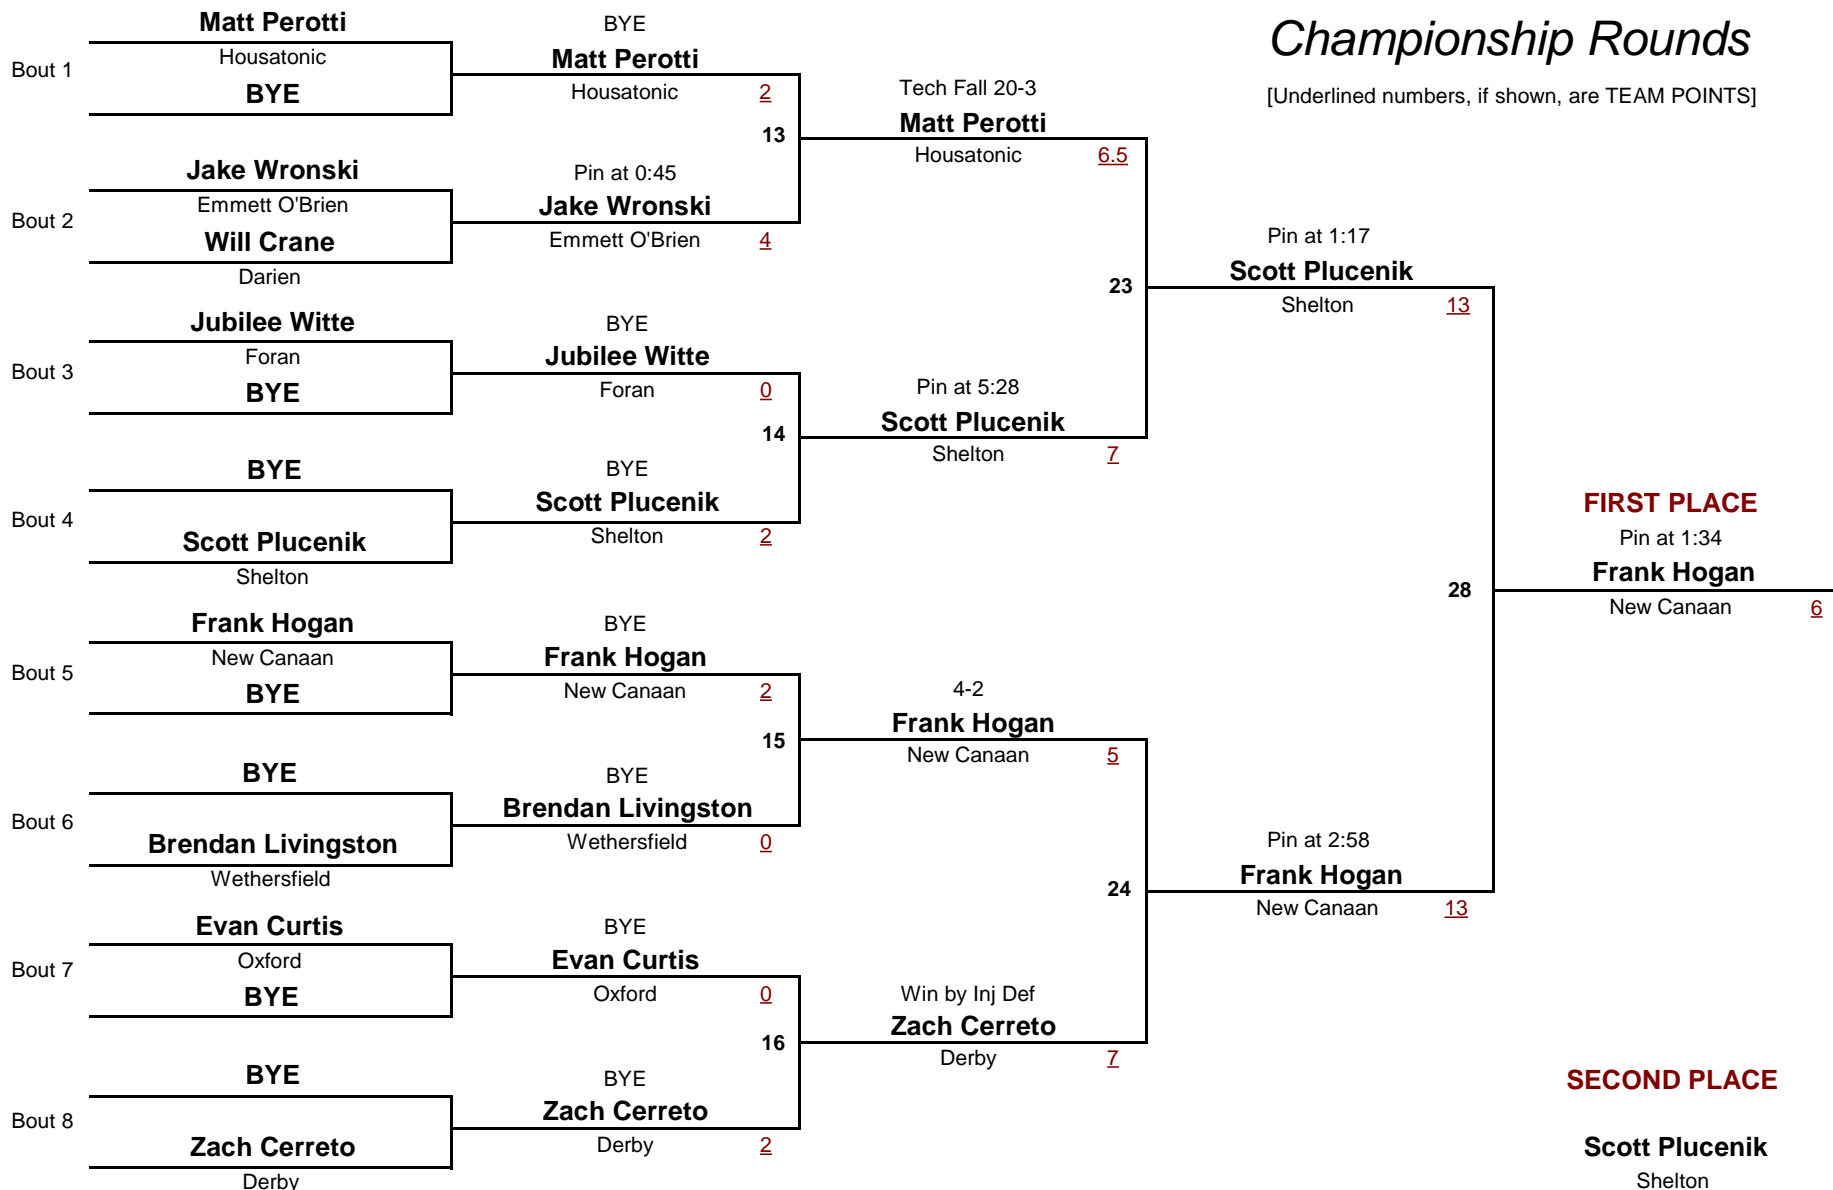 Championship Rounds
[Underlined numbers, if shown, are TEAM POINTS]
Bout 1
Matt Perotti
Housatonic
BYE
Bout 2
Jake Wronski
Emmett O'Brien
Will Crane
Darien
Bout 3
Jubilee Witte
Foran
BYE
Bout 4
BYE
Scott Plucenik
Shelton
Bout 5
Frank Hogan
New Canaan
BYE
Bout 6
BYE
Brendan Livingston
Wethersfield
Bout 7
Evan Curtis
Oxford
BYE
Bout 8
BYE
Zach Cerreto
Derby
BYE
Matt Perotti
Housatonic 2
13
Pin at 0:45
Jake Wronski
Emmett O'Brien 4
BYE
Jubilee Witte
Foran 0
14
BYE
Scott Plucenik
Shelton 2
BYE
Frank Hogan
New Canaan 2
15
BYE
Brendan Livingston
Wethersfield 0
BYE
Evan Curtis
Oxford 0
16
BYE
Zach Cerreto
Derby 2
Tech Fall 20-3
Matt Perotti
Housatonic 6.5
23
Pin at 5:28
Scott Plucenik
Shelton 7
4-2
Frank Hogan
New Canaan 5
24
Win by Inj Def
Zach Cerreto
Derby 7
Pin at 1:17
Scott Plucenik
Shelton 13
28
Pin at 2:58
Frank Hogan
New Canaan 13
FIRST PLACE
Pin at 1:34
Frank Hogan
New Canaan 6
SECOND PLACE
Scott Plucenik
Shelton